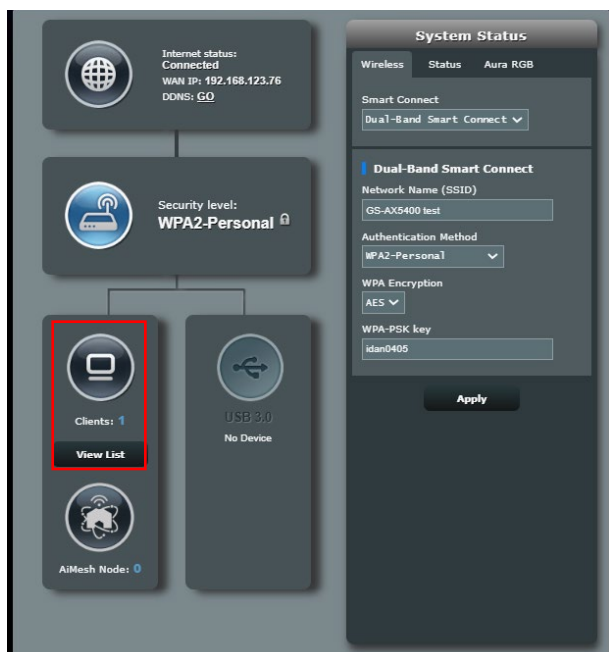 Internet status:
Connected
WAN IP: 192.168.123.76
DDNS: GO
Security level:
WPA2-Personal
Clients: 1
View List
AiMesh Node: 0
USB 3.0
No Device
System Status
Wireless Status Aura RGB
Smart Connect
Dual-Band Smart Connect
Dual-Band Smart Connect
Network Name (SSID)
GS-AX5400 test
Authentication Method
WPA2-Personal
WPA Encryption
AES
WPA-PSK key
idan0405
Apply